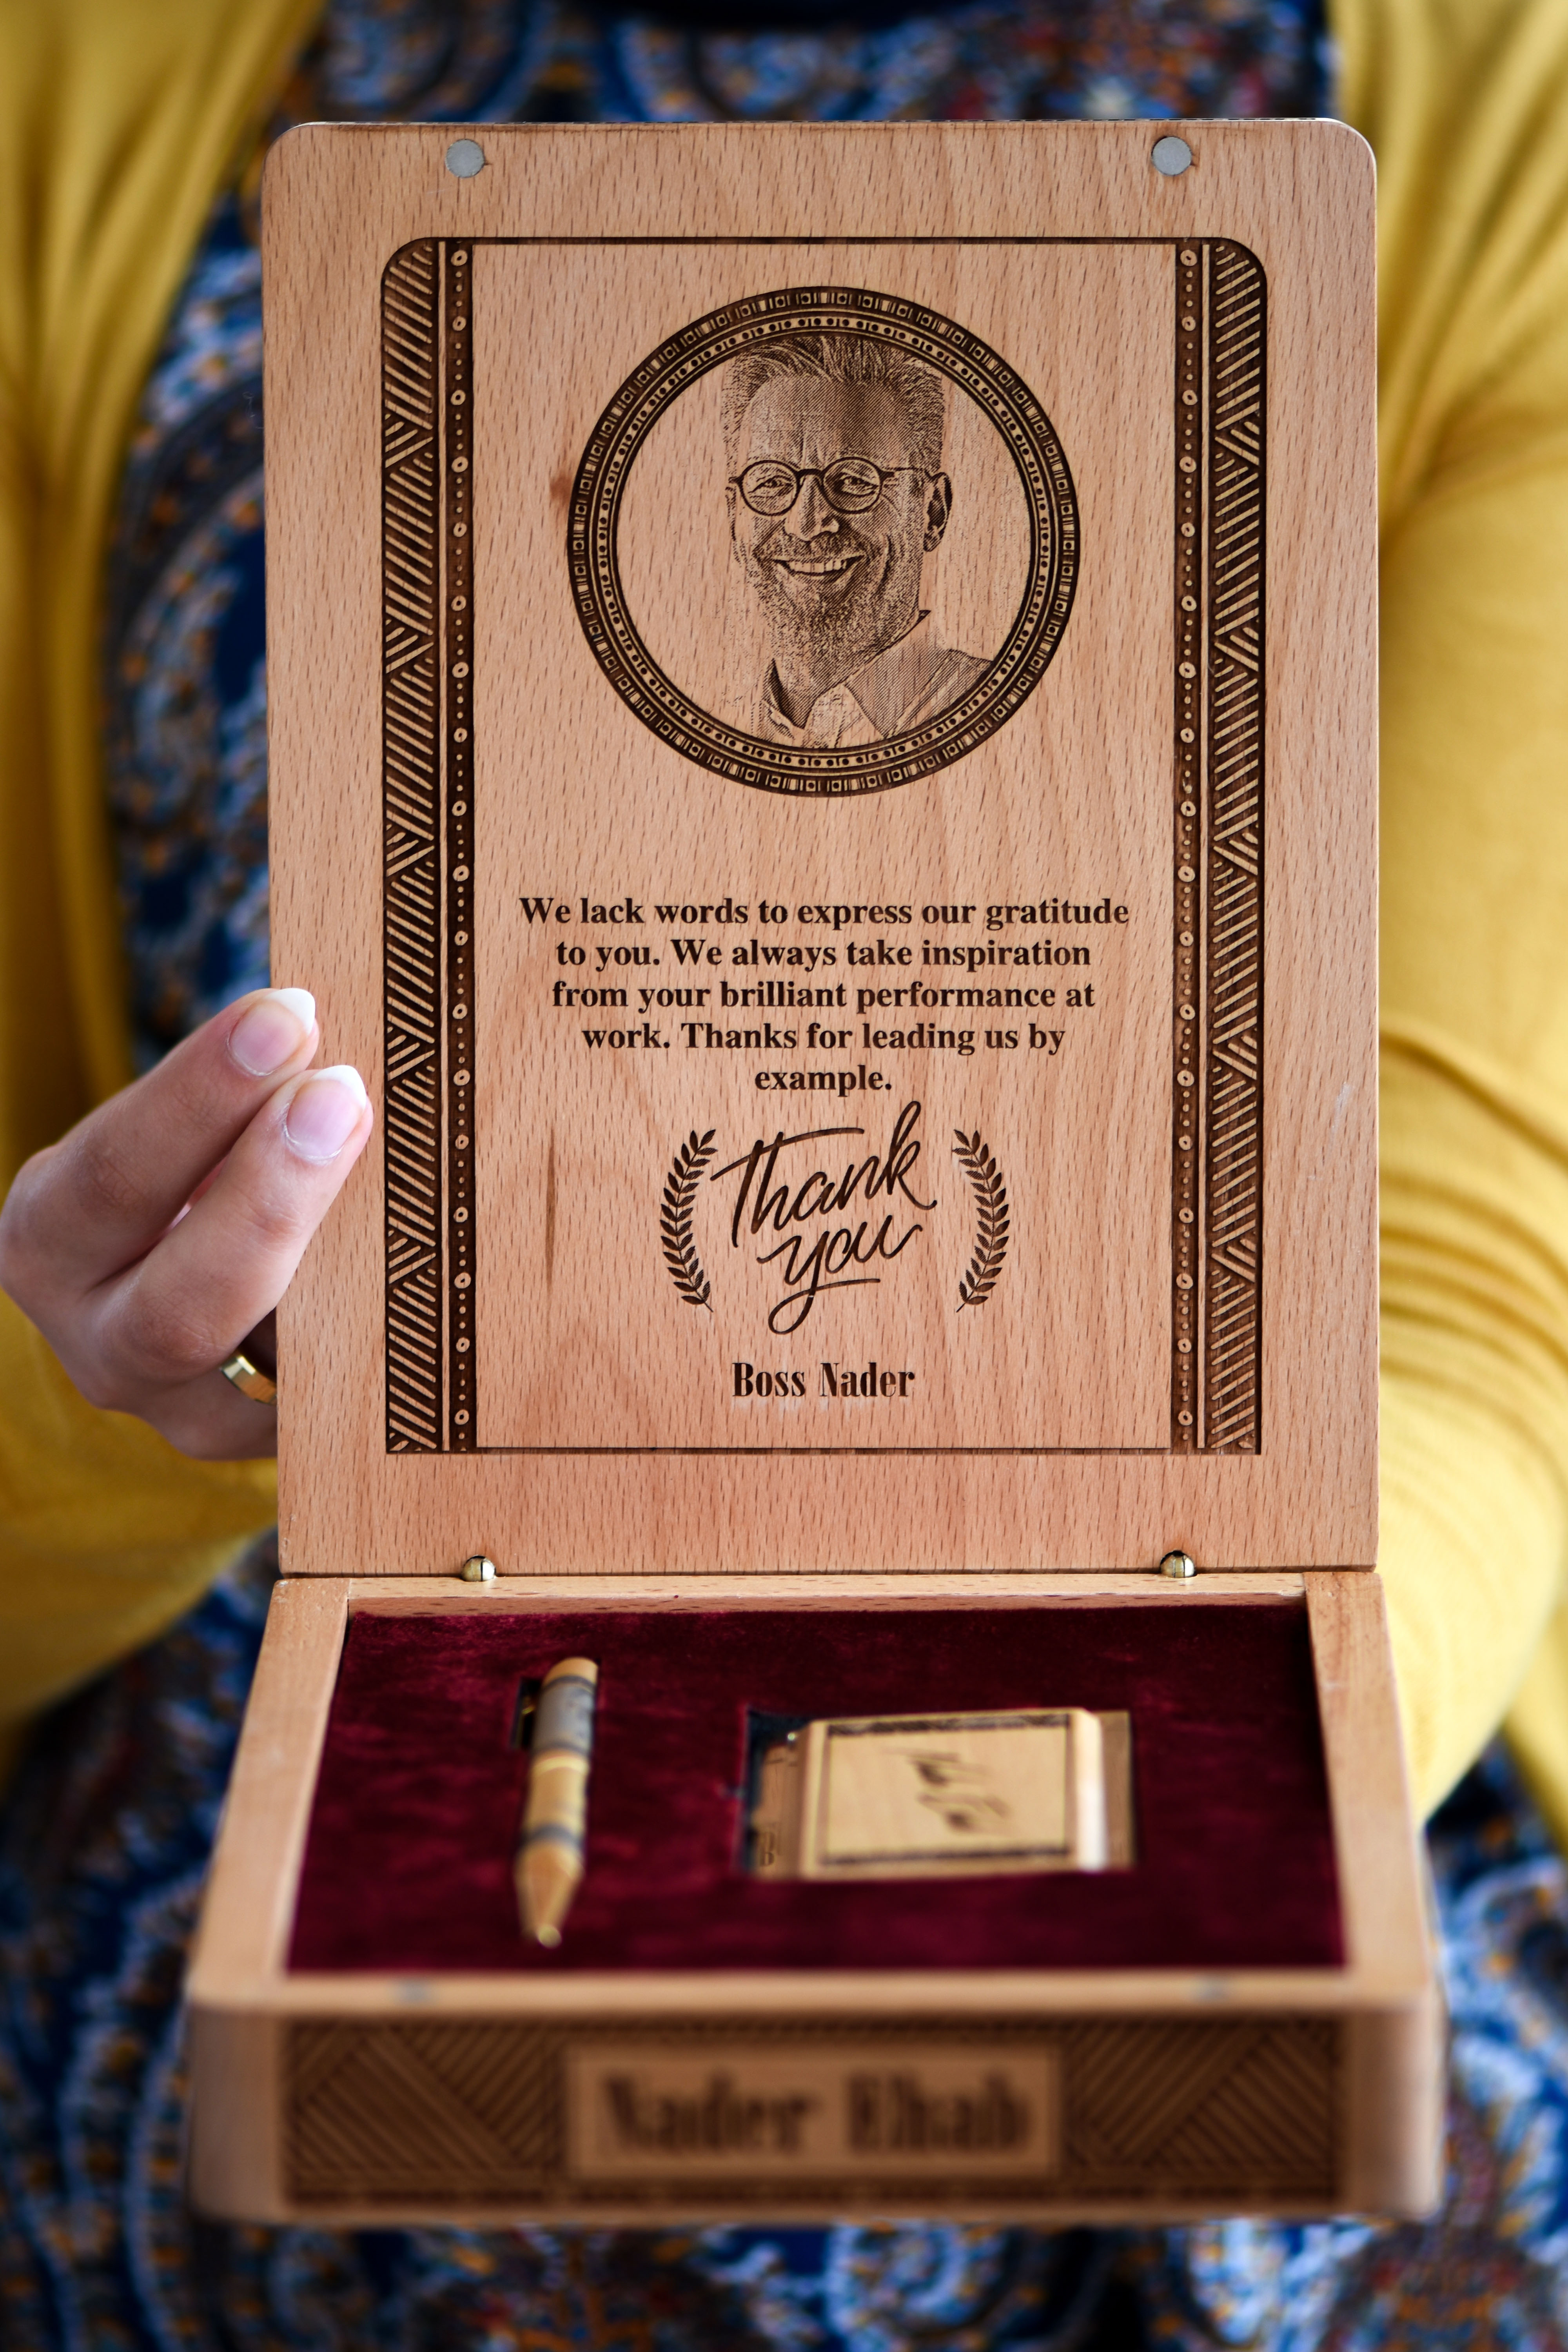 We lack words to express our gratitude
to you. We always take inspiration
from your brilliant performance at
work. Thanks for leading us by
example.
Thank
you
Boss Nader
Nader Ehab